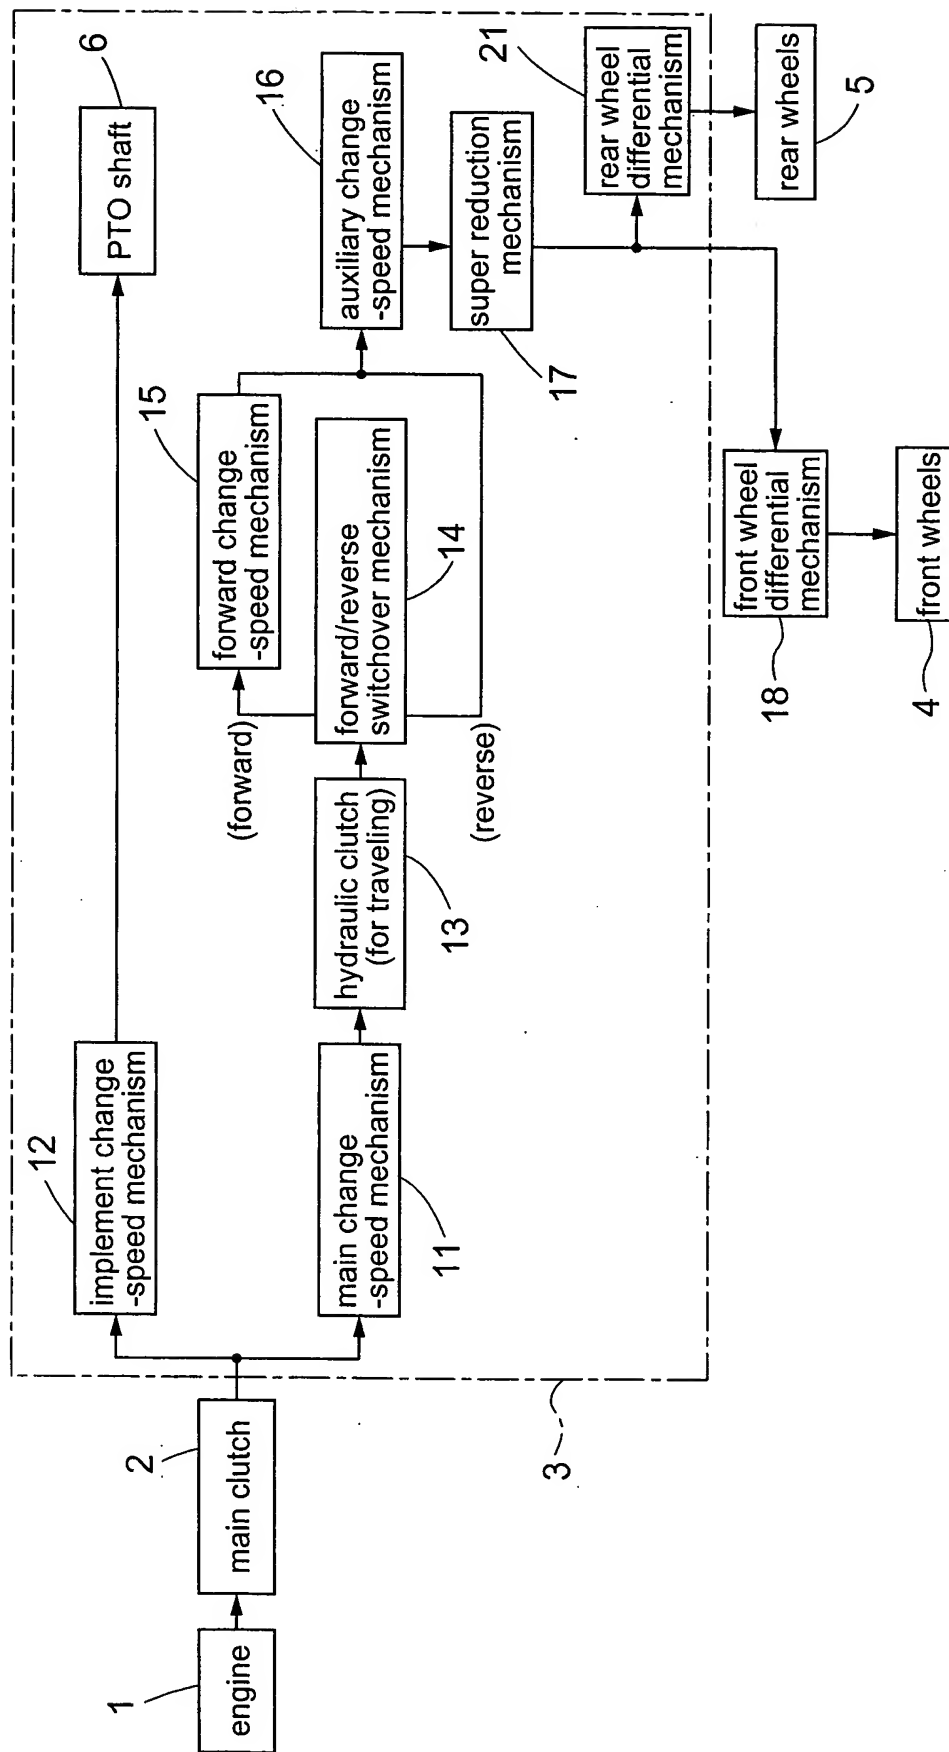 1
engine
2
main clutch
3
12
implement change
-speed mechanism
6
PTO shaft
main change
-speed mechanism
11
hydraulic clutch
(for traveling)
13
(forward)
15
forward change
-speed mechanism
forward/reverse
switchover mechanism
14
(reverse)
16
auxiliary change
-speed mechanism
super reduction
mechanism
17
21
rear wheel
differential
mechanism
rear wheels
5
front wheel
differential
mechanism
18
front wheels
4